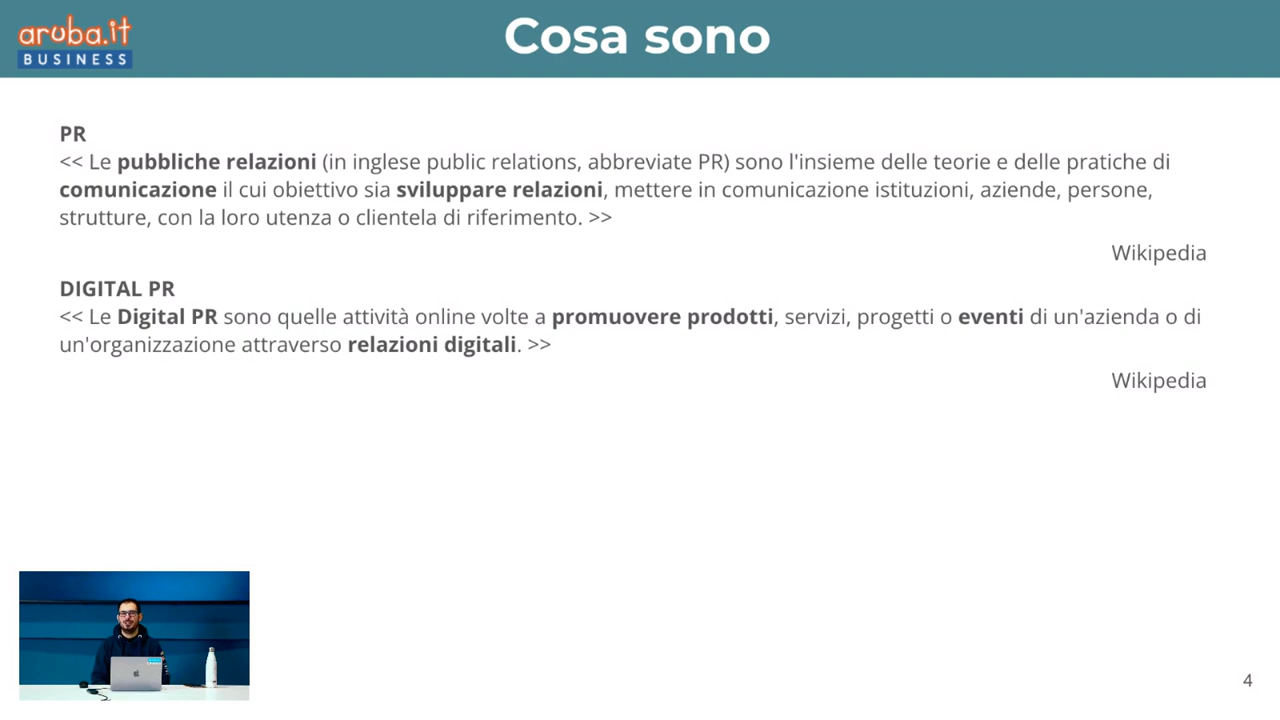 aruba.it
BUSINESS
Cosa sono
PR
<< Le pubbliche relazioni (in inglese public relations, abbreviate PR) sono l'insieme delle teorie e delle pratiche di
comunicazione il cui obiettivo sia sviluppare relazioni, mettere in comunicazione istituzioni, aziende, persone,
strutture, con la loro utenza o clientela di riferimento. >>
Wikipedia
DIGITAL PR
<< Le Digital PR sono quelle attività online volte a promuovere prodotti, servizi, progetti o eventi di un'azienda o di
un'organizzazione attraverso relazioni digitali. >>
Wikipedia
4